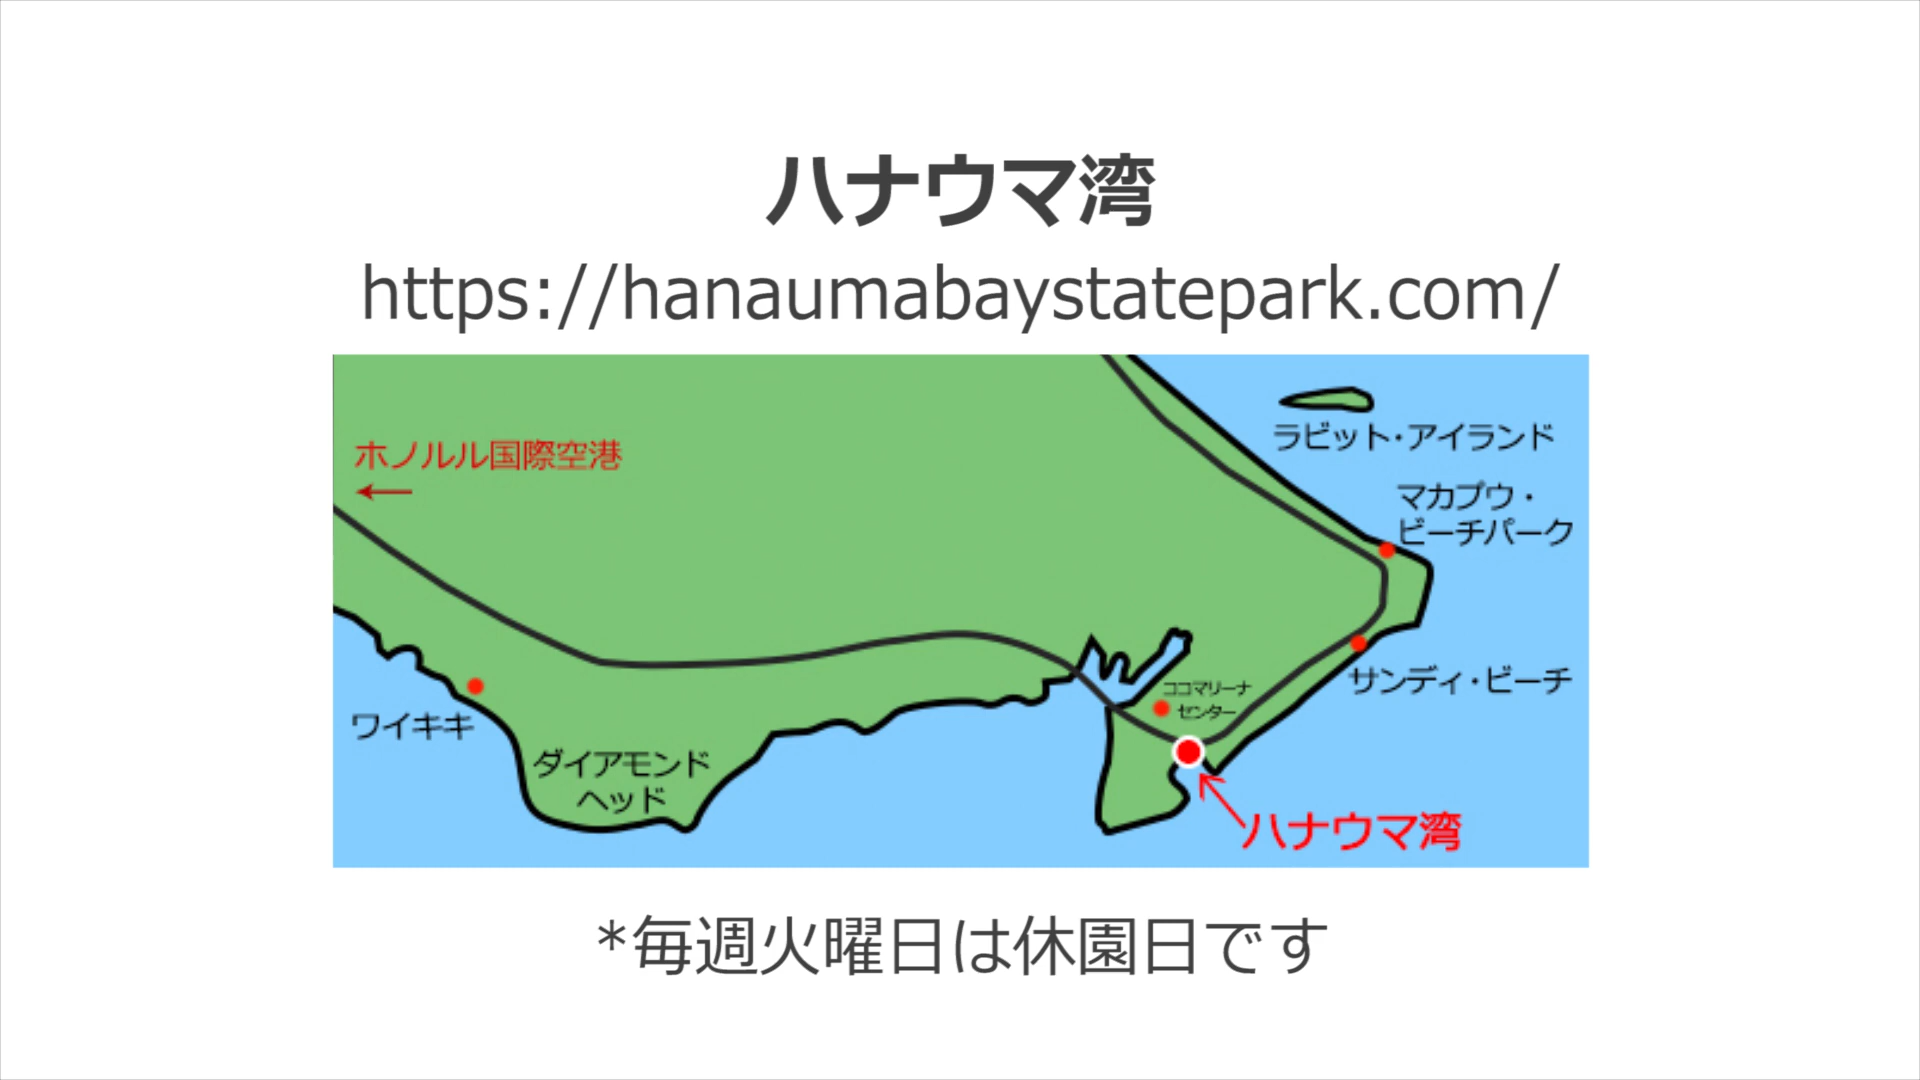 ハナウマ湾
https://hanaumabaystatepark.com/
ホノルル国際空港
ラビット・アイランド
マカプウ・
ビーチパーク
サンディ・ビーチ
ココマリーナ
センター
ワイキキ
ダイアモンド
ヘッド
ハナウマ湾
*毎週火曜日は休園日です